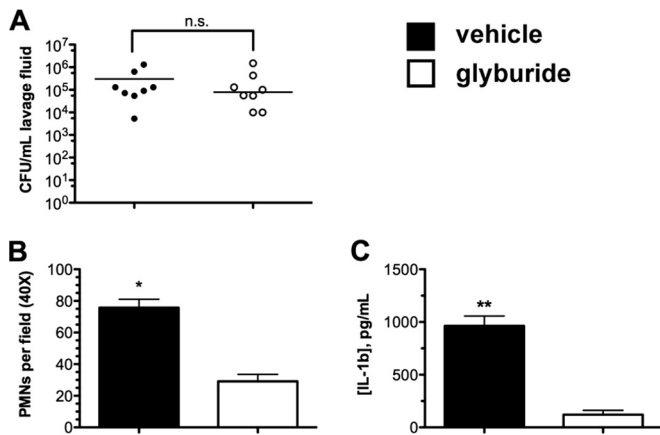 A
n.s.
CFU/mL lavage fluid
10^7
10^6
10^5
10^4
10^3
10^2
10^1
10^0
vehicle
glyburide
B
PMNs per field (40X)
100
80
60
40
20
0
*
C
[IL-1b], pg/mL
1500
1000
500
0
**